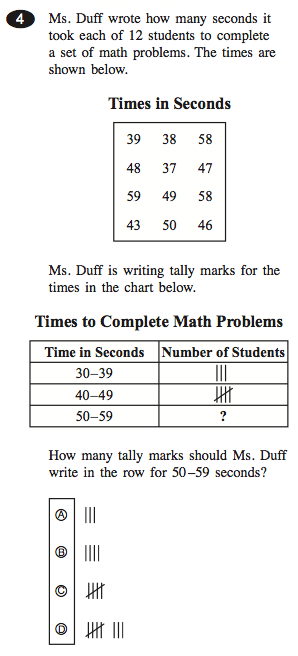 4 Ms. Duff wrote how many seconds it
took each of 12 students to complete
a set of math problems. The times are
shown below.
Times in Seconds
39 38 58
48 37 47
59 49 58
43 50 46
Ms. Duff is writing tally marks for the
times in the chart below.
Times to Complete Math Problems
Time in Seconds Number of Students
30–39
40–49
50–59 ?
How many tally marks should Ms. Duff
write in the row for 50–59 seconds?
A
B
C
D